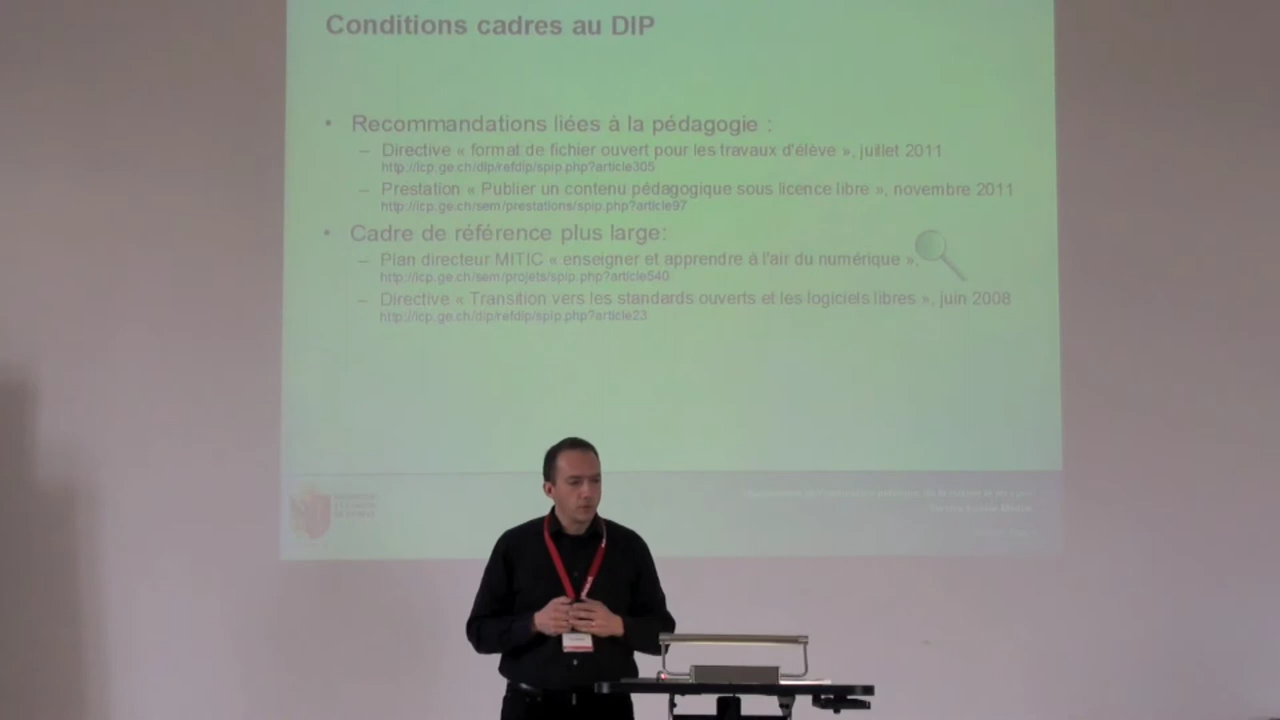 Conditions cadres au DIP
• Recommandations liées à la pédagogie :
– Directive « format de fichier ouvert pour les travaux d'élève », juillet 2011
http://icp.ge.ch/dip/refdip/spip.php?article305
– Prestation « Publier un contenu pédagogique sous licence libre », novembre 2011
http://icp.ge.ch/sem/prestations/spip.php?article97
• Cadre de référence plus large:
– Plan directeur MITIC « enseigner et apprendre à l'air du numérique »,
http://icp.ge.ch/sem/projets/spip.php?article540
– Directive « Transition vers les standards ouverts et les logiciels libres », juin 2008
http://icp.ge.ch/dip/refdip/spip.php?article23